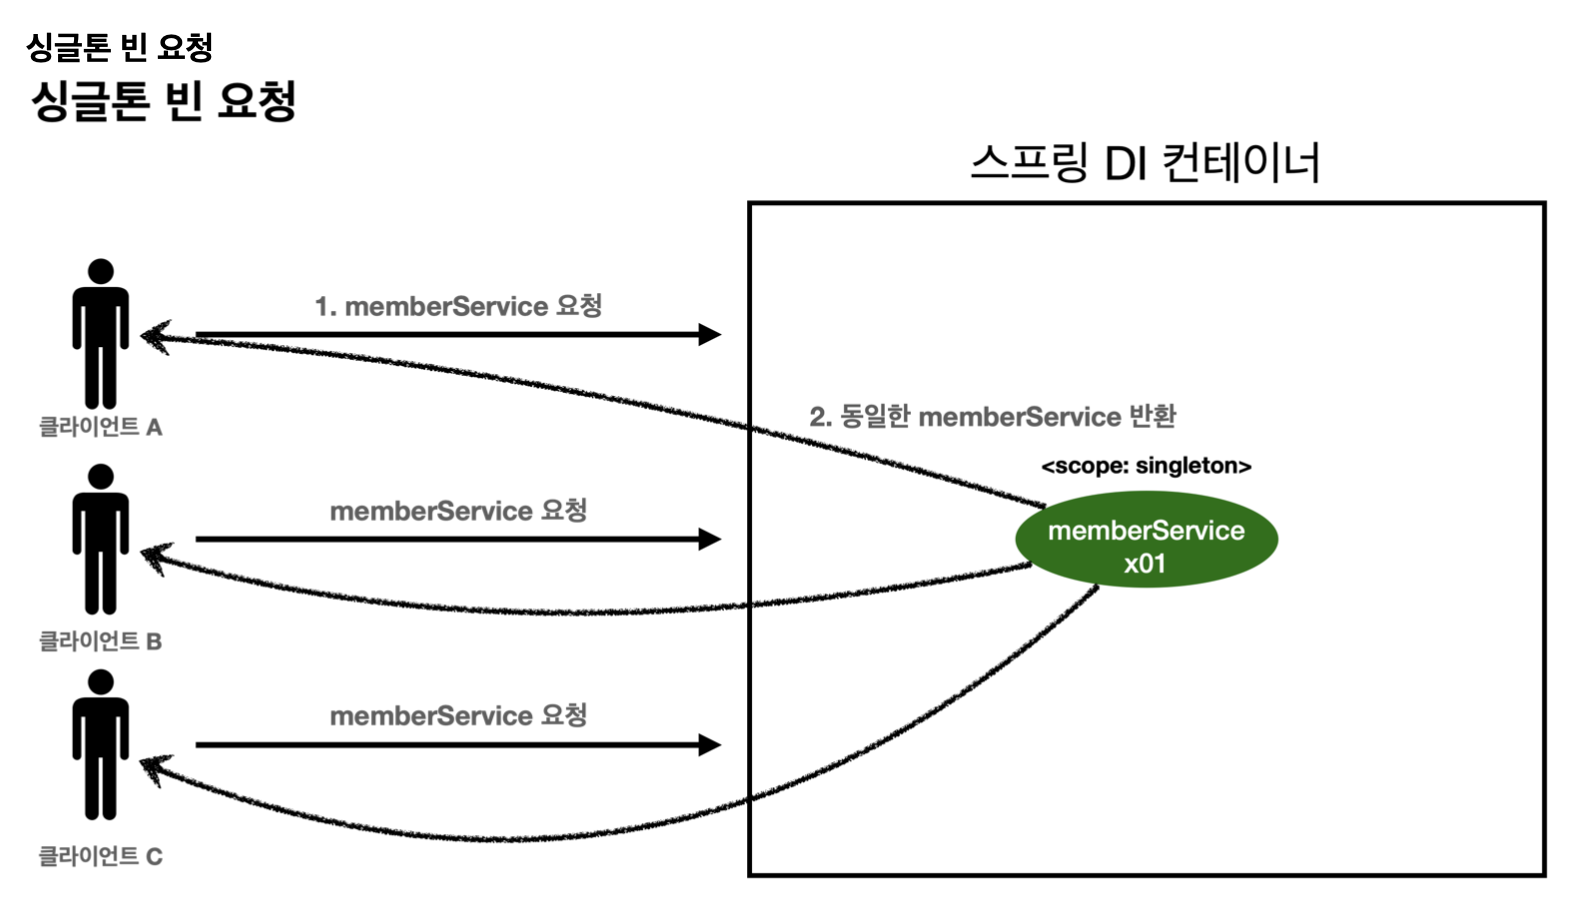 싱글톤 빈 요청
싱글톤 빈 요청
스프링 DI 컨테이너
1. memberService 요청
클라이언트 A
2. 동일한 memberService 반환
<scope: singleton>
memberService
x01
memberService 요청
클라이언트 B
memberService 요청
클라이언트 C